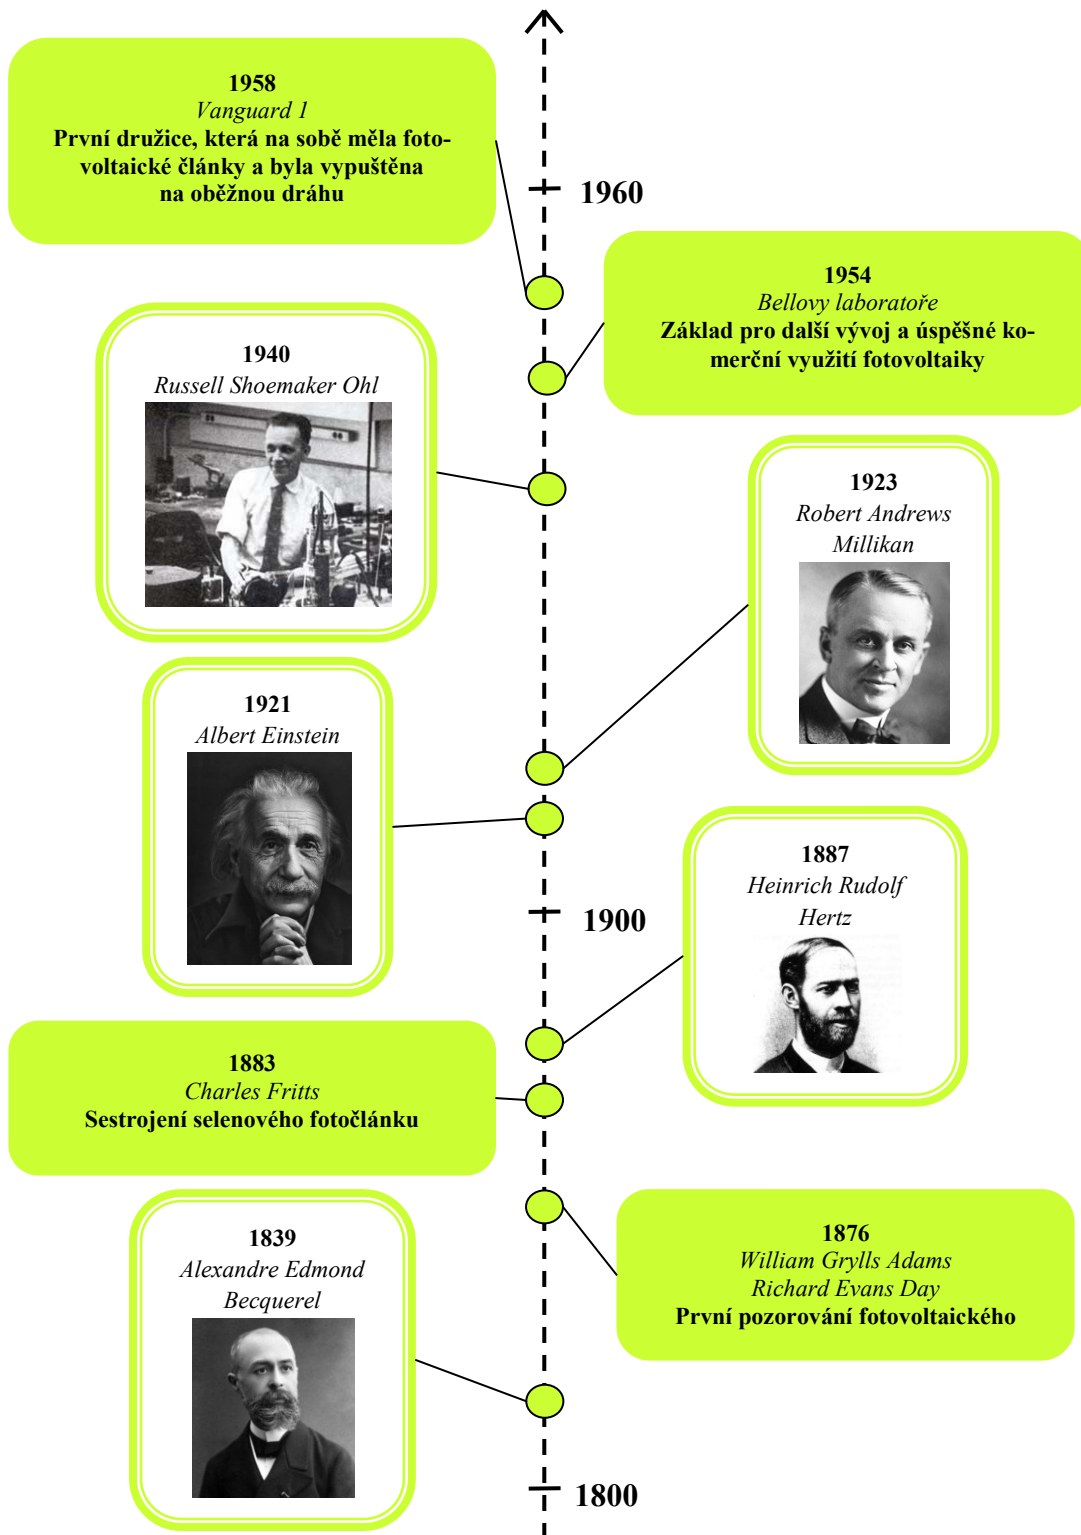 1958
Vanguard 1
První družice, která na sobě měla foto-
voltaické články a byla vypuštěna
na oběžnou dráhu
1960
1954
Bellovy laboratoře
Základ pro další vývoj a úspěšné ko-
merční využití fotovoltaiky
1940
Russell Shoemaker Ohl
1923
Robert Andrews
Millikan
1921
Albert Einstein
1887
Heinrich Rudolf
Hertz
1900
1883
Charles Fritts
Sestrojení selenového fotočlánku
1876
William Grylls Adams
Richard Evans Day
První pozorování fotovoltaického
1839
Alexandre Edmond
Becquerel
1800